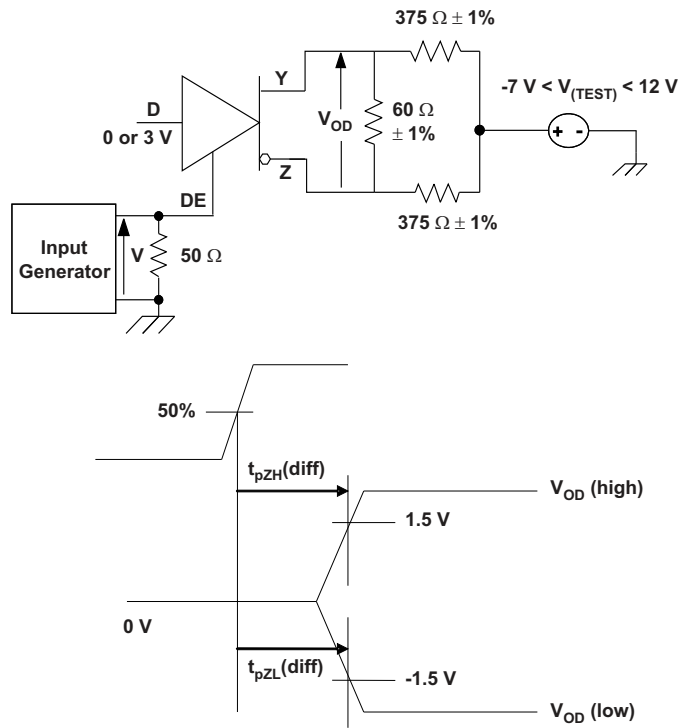 375 Ω ± 1%
Y
-7 V < V(TEST) < 12 V
D
0 or 3 V
VOD
60 Ω
± 1%
+ -
Z
DE
375 Ω ± 1%
Input
Generator
V
50 Ω
50%
tpZH(diff)
VOD (high)
1.5 V
0 V
tpZL(diff)
-1.5 V
VOD (low)